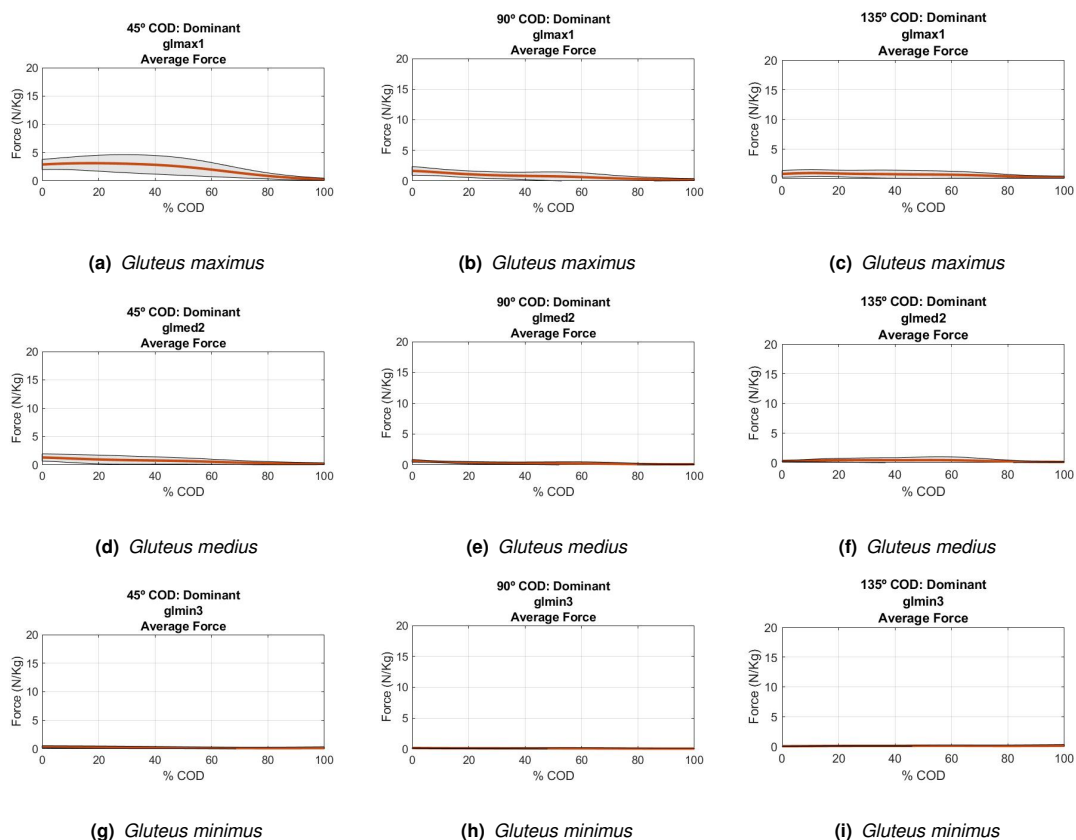 45º COD: Dominant
glmax1
Average Force
20
15
10
5
0
Force (N/Kg)
0 20 40 60 80 100
% COD
(a) Gluteus maximus
90º COD: Dominant
glmax1
Average Force
20
15
10
5
0
Force (N/Kg)
0 20 40 60 80 100
% COD
(b) Gluteus maximus
135º COD: Dominant
glmax1
Average Force
20
15
10
5
0
Force (N/Kg)
0 20 40 60 80 100
% COD
(c) Gluteus maximus
45º COD: Dominant
glmed2
Average Force
20
15
10
5
0
Force (N/Kg)
0 20 40 60 80 100
% COD
(d) Gluteus medius
90º COD: Dominant
glmed2
Average Force
20
15
10
5
0
Force (N/Kg)
0 20 40 60 80 100
% COD
(e) Gluteus medius
135º COD: Dominant
glmed2
Average Force
20
15
10
5
0
Force (N/Kg)
0 20 40 60 80 100
% COD
(f) Gluteus medius
45º COD: Dominant
glmin3
Average Force
20
15
10
5
0
Force (N/Kg)
0 20 40 60 80 100
% COD
(g) Gluteus minimus
90º COD: Dominant
glmin3
Average Force
20
15
10
5
0
Force (N/Kg)
0 20 40 60 80 100
% COD
(h) Gluteus minimus
135º COD: Dominant
glmin3
Average Force
20
15
10
5
0
Force (N/Kg)
0 20 40 60 80 100
% COD
(i) Gluteus minimus